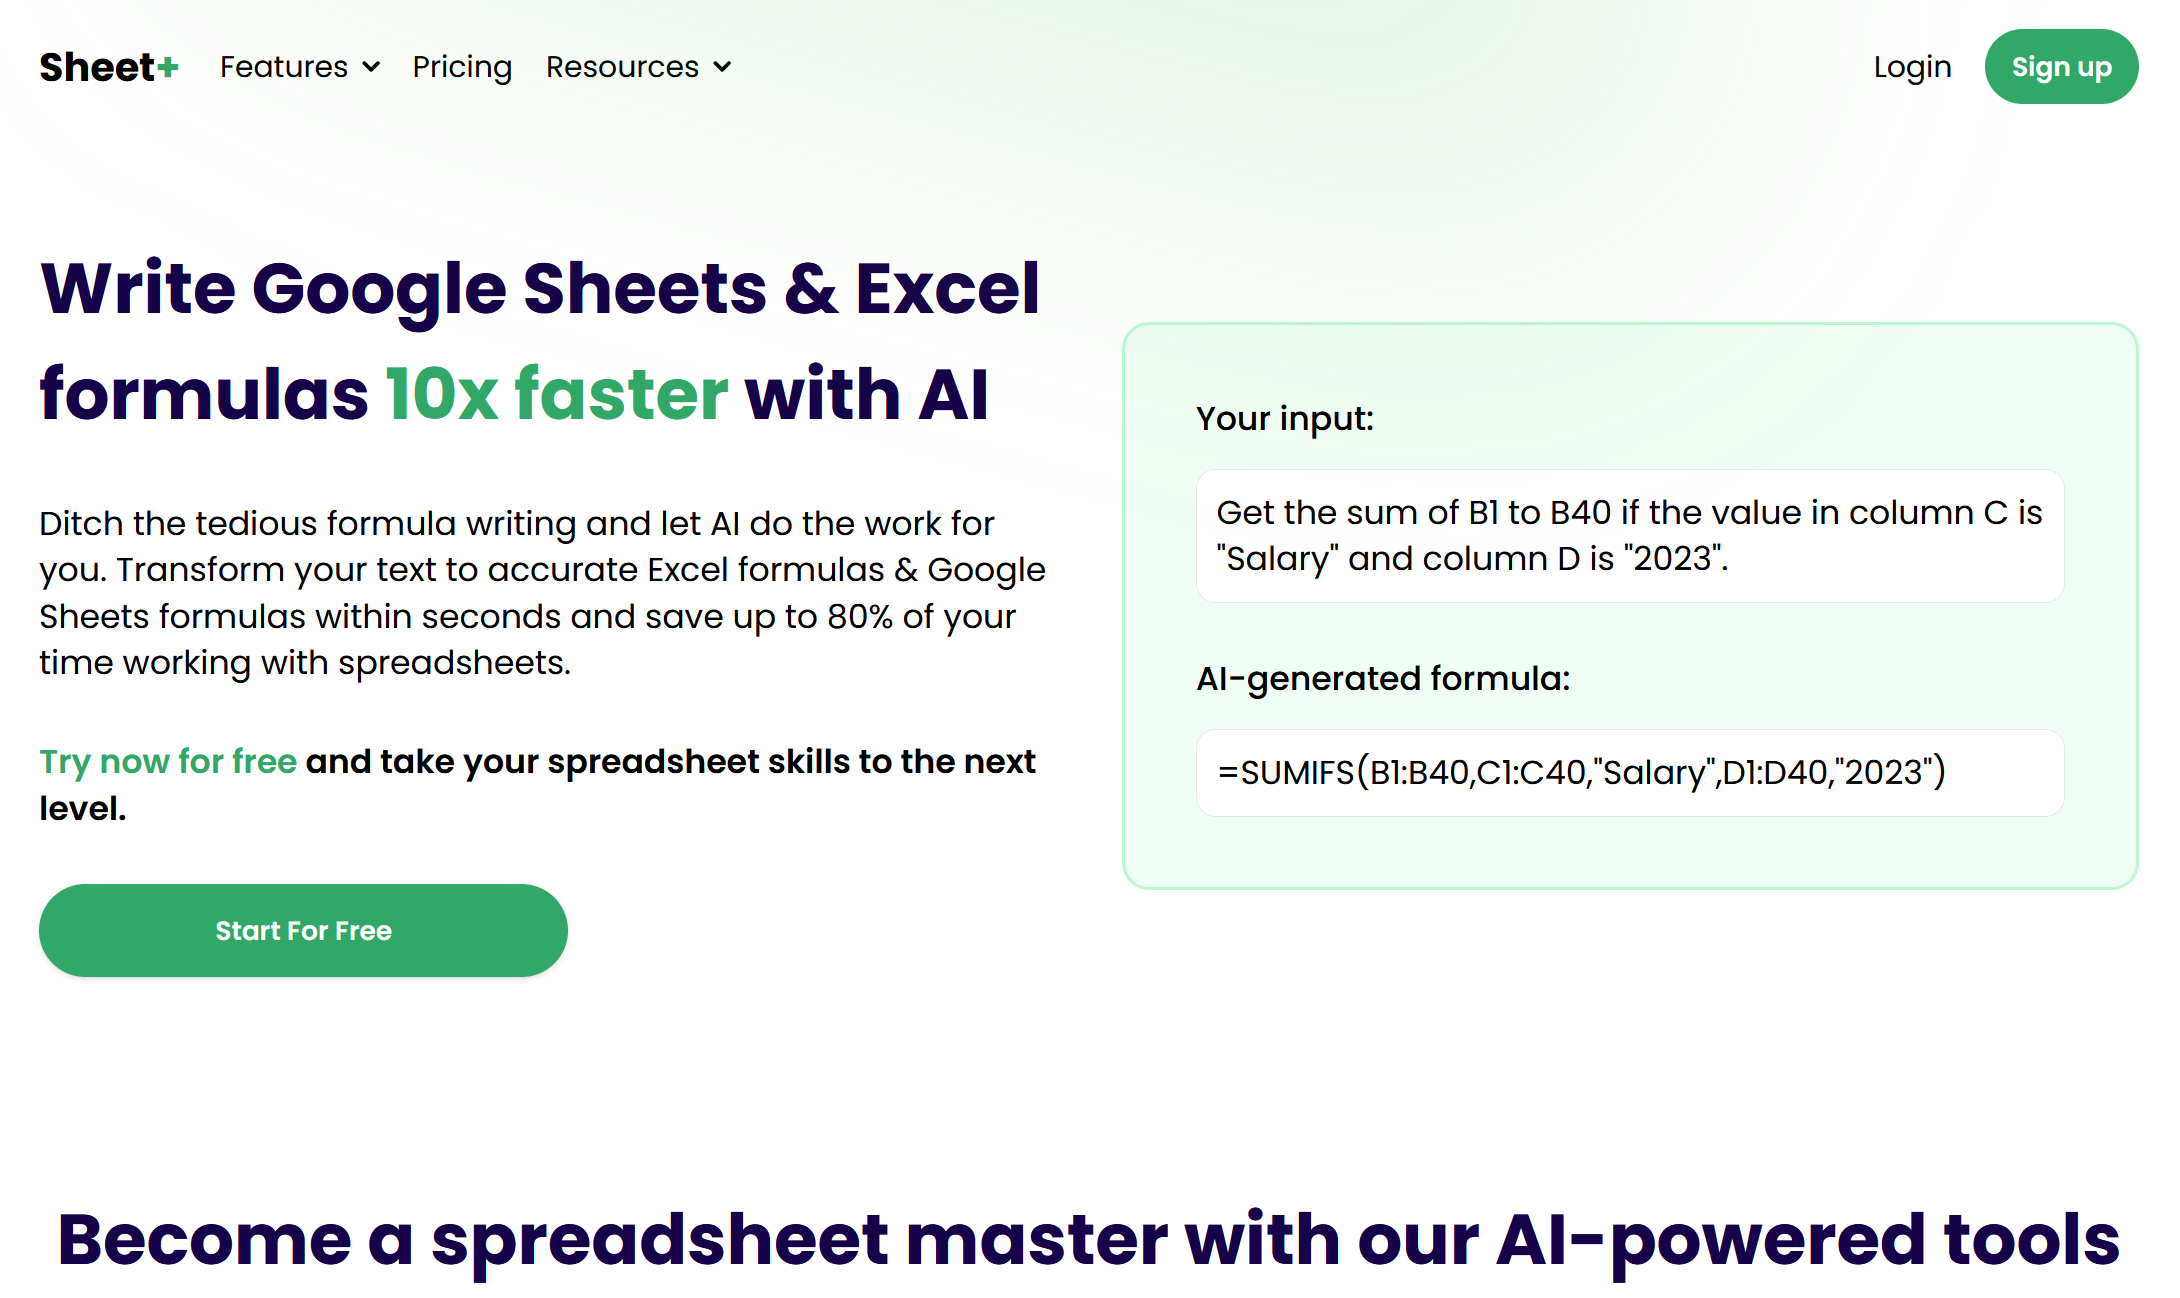 Sheet+ Features Pricing Resources Login Sign up
Write Google Sheets & Excel
formulas 10x faster with AI
Ditch the tedious formula writing and let AI do the work for
you. Transform your text to accurate Excel formulas & Google
Sheets formulas within seconds and save up to 80% of your
time working with spreadsheets.
Try now for free and take your spreadsheet skills to the next
level.
Start For Free
Your input:
Get the sum of B1 to B40 if the value in column C is
"Salary" and column D is "2023".
AI-generated formula:
=SUMIFS(B1:B40,C1:C40,"Salary",D1:D40,"2023")
Become a spreadsheet master with our AI-powered tools